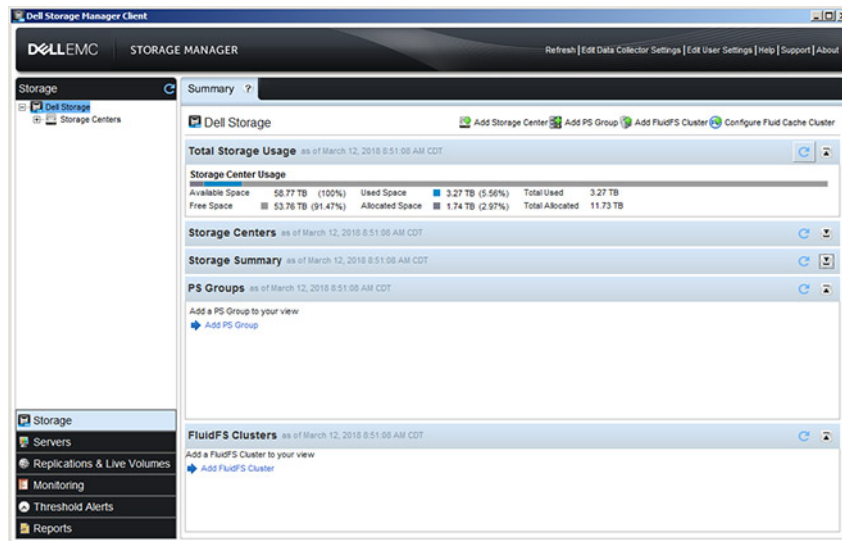 Dell Storage Manager Client
DELLEMC STORAGE MANAGER
Refresh | Edit Data Collector Settings | Edit User Settings | Help | Support | About
Storage
Summary ?
Dell Storage
Storage Centers
Dell Storage
Add Storage Center Add PS Group Add FluidFS Cluster Configure Fluid Cache Cluster
Total Storage Usage as of March 12, 2018 8:51:08 AM CDT
Storage Center Usage
Available Space 58.77 TB (100%) Used Space 3.27 TB (5.56%) Total Used 3.27 TB
Free Space 53.76 TB (91.47%) Allocated Space 1.74 TB (2.97%) Total Allocated 11.73 TB
Storage Centers as of March 12, 2018 8:51:08 AM CDT
Storage Summary as of March 12, 2018 8:51:08 AM CDT
PS Groups as of March 12, 2018 8:51:08 AM CDT
Add a PS Group to your view
Add PS Group
FluidFS Clusters as of March 12, 2018 8:51:08 AM CDT
Add a FluidFS Cluster to your view
Add FluidFS Cluster
Storage
Servers
Replications & Live Volumes
Monitoring
Threshold Alerts
Reports